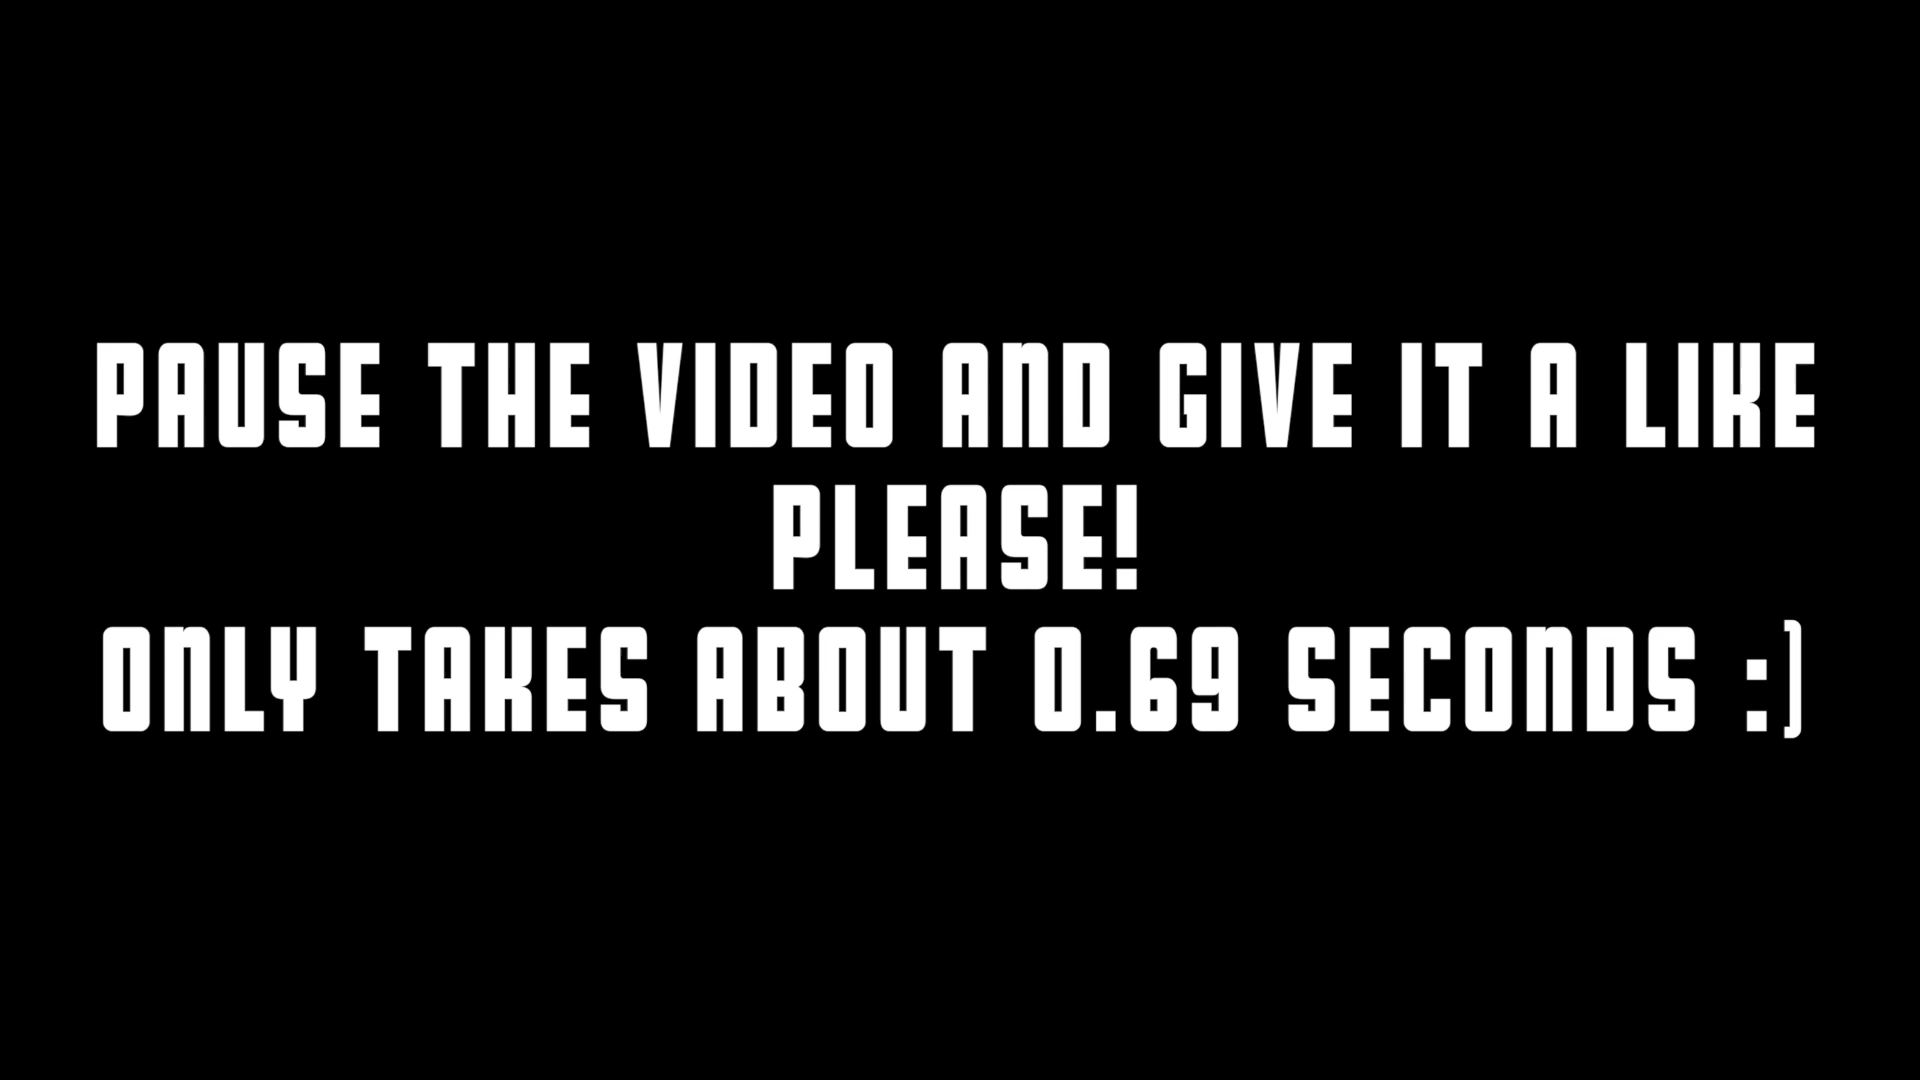 PAUSE THE VIDEO AND GIVE IT A LIKE
PLEASE!
ONLY TAKES ABOUT 0.69 SECONDS :)